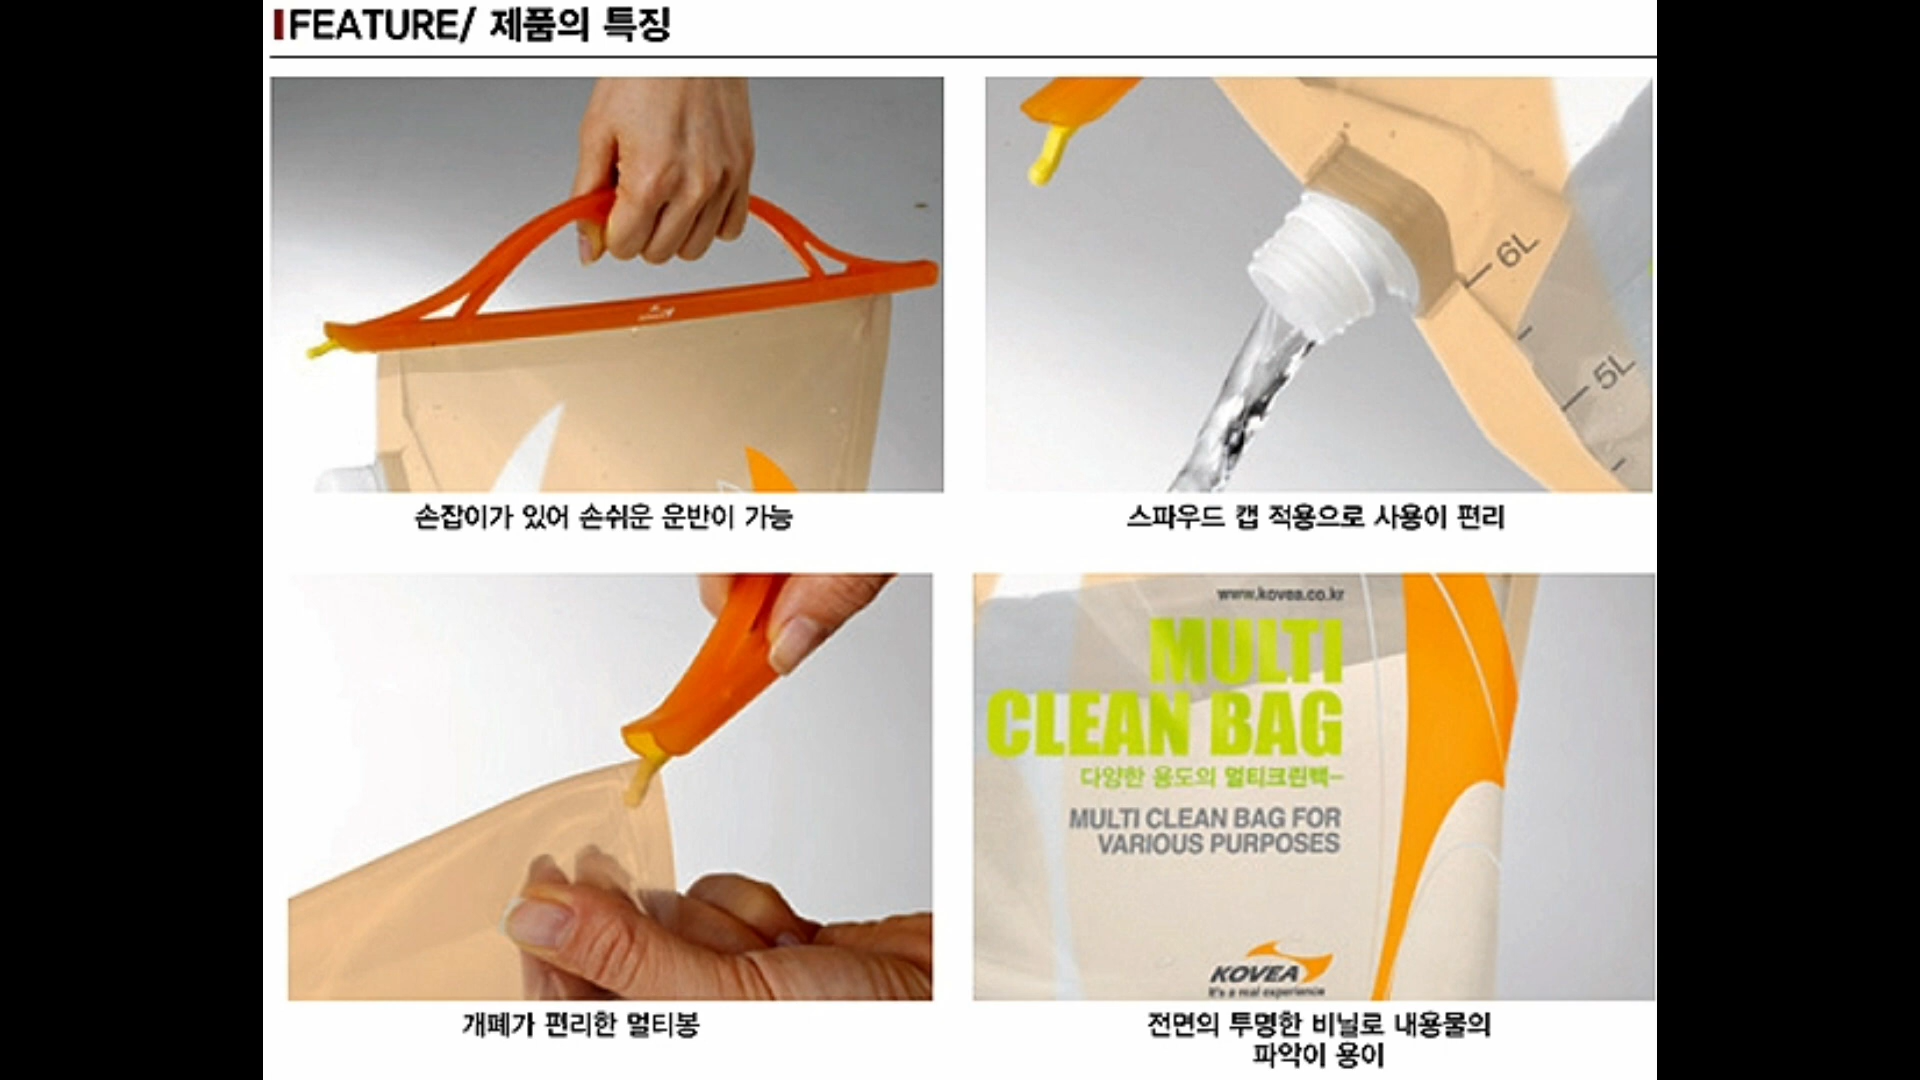 FEATURE/ 제품의 특징
손잡이가 있어 손쉬운 운반이 가능
6L
5L
스파우드 캡 적용으로 사용이 편리
개폐가 편리한 멀티봉
www.kovea.co.kr
MULTI
CLEAN BAG
다양한 용도의 멀티크린백-
MULTI CLEAN BAG FOR
VARIOUS PURPOSES
KOVEA
It's a real experience
전면의 투명한 비닐로 내용물의
파악이 용이